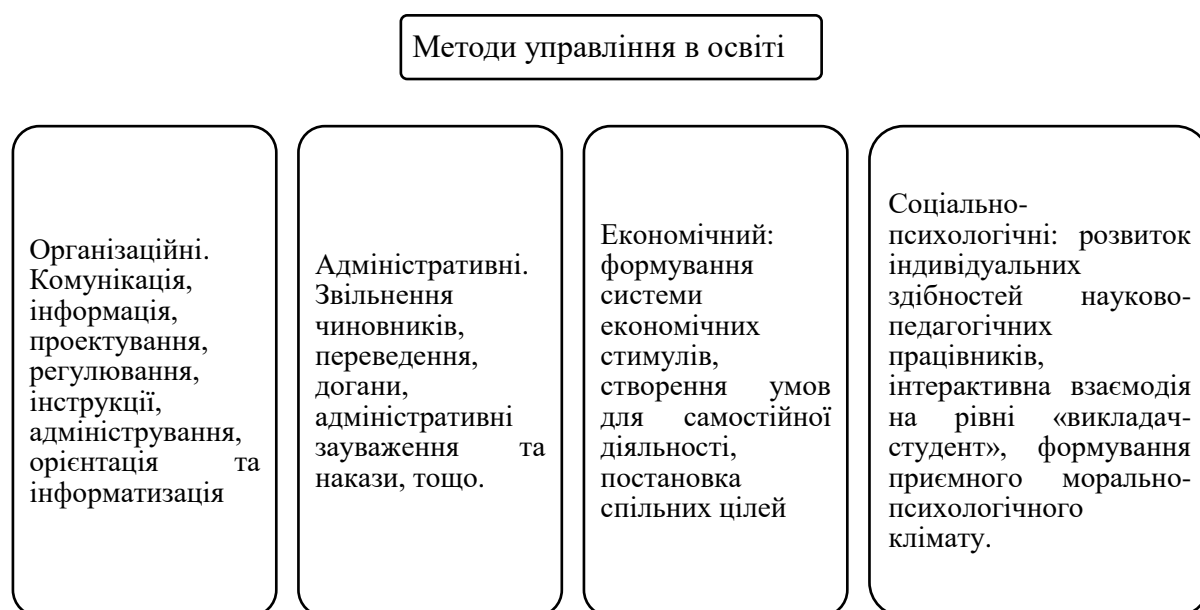 Методи управління в освіті
Організаційні.
Комунікація,
інформація,
проектування,
регулювання,
інструкції,
адміністрування,
орієнтація та
інформатизація
Адміністративні.
Звільнення
чиновників,
переведення,
догани,
адміністративні
зауваження та
накази, тощо.
Економічний:
формування
системи
економічних
стимулів,
створення умов
для самостійної
діяльності,
постановка
спільних цілей
Соціально-
психологічні: розвиток
індивідуальних
здібностей науково-
педагогічних
працівників,
інтерактивна взаємодія
на рівні «викладач-
студент», формування
приємного морально-
психологічного
клімату.